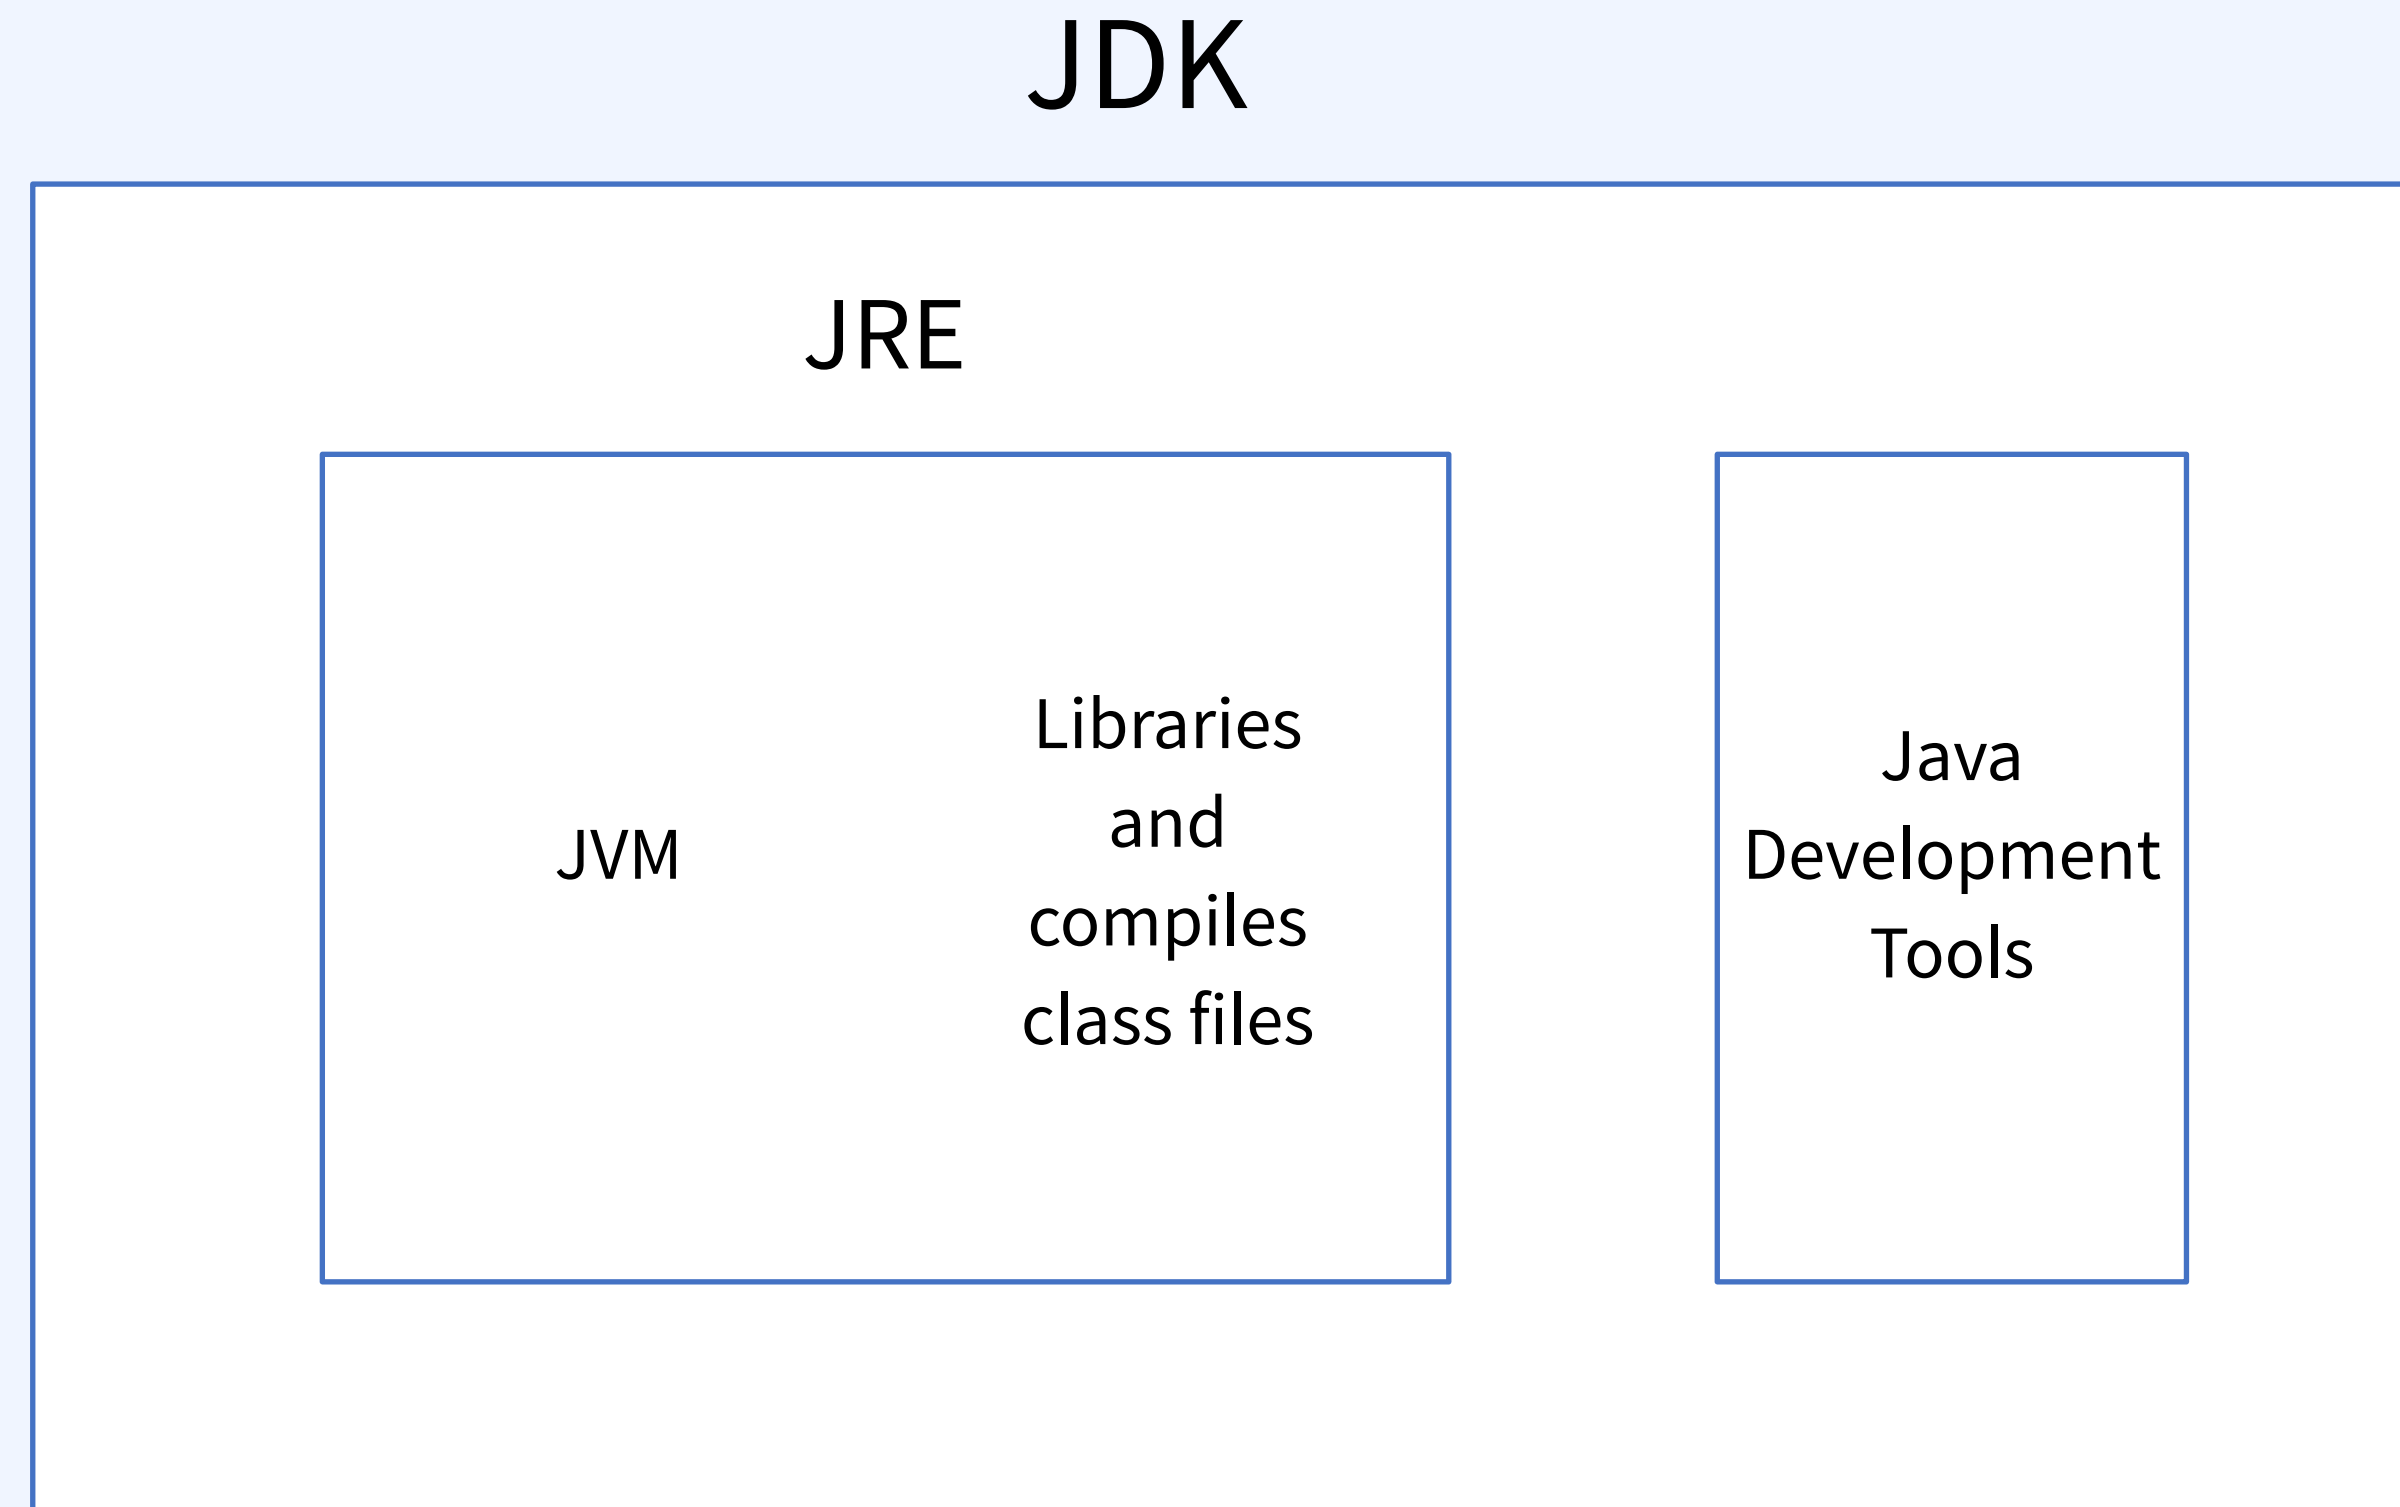 JDK
JRE
JVM
Libraries
and
compiles
class files
Java
Development
Tools